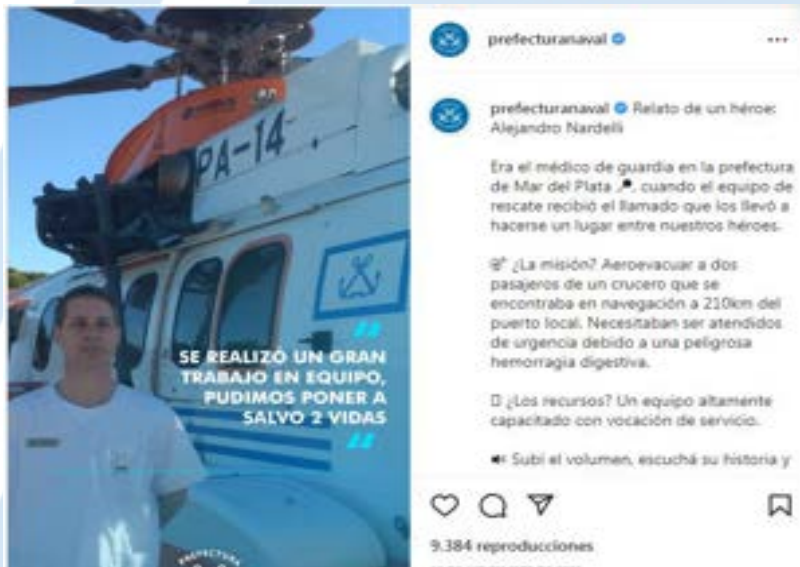 PA-14
SE REALIZÓ UN GRAN
TRABAJO EN EQUIPO,
PUDIMOS PONER A
SALVO 2 VIDAS
PREFECTURA
prefecturanaval
prefecturanaval Relato de un héroe:
Alejandro Nardelli
Era el médico de guardia en la prefectura
de Mar del Plata 📍, cuando el equipo de
rescate recibió el llamado que los llevó a
hacerse un lugar entre nuestros héroes.
¿La misión? Aeroevacuar a dos
pasajeros de un crucero que se
encontraba en navegación a 210km del
puerto local. Necesitaban ser atendidos
de urgencia debido a una peligrosa
hemorragia digestiva.
¿Los recursos? Un equipo altamente
capacitado con vocación de servicio.
🔊 Subí el volumen, escuchá su historia y
9.384 reproducciones